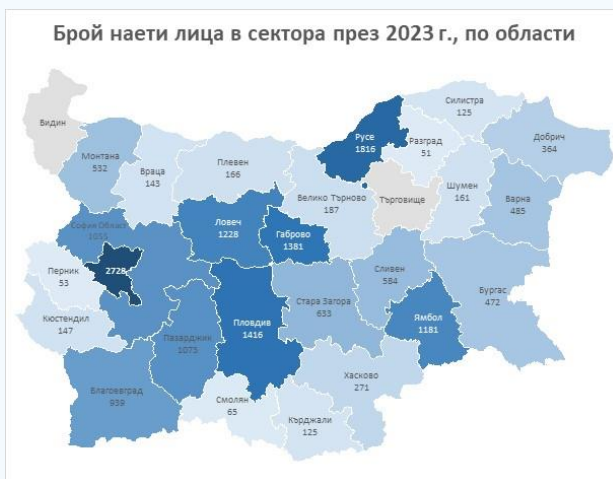 Брой наети лица в сектора през 2023 г., по области
Видин
Монтана
532
Враца
143
Плевен
166
Велико Търново
187
Русе
1816
Разград
51
Силистра
125
Добрич
364
Търговище
Шумен
161
Варна
485
Ловеч
1228
Габрово
1381
София Област
Перник
53
2728
Кюстендил
147
Пазарджик
1073
Пловдив
1416
Стара Загора
633
Сливен
584
Ямбол
1181
Бургас
472
Благоевград
939
Смолян
65
Кърджали
125
Хасково
271